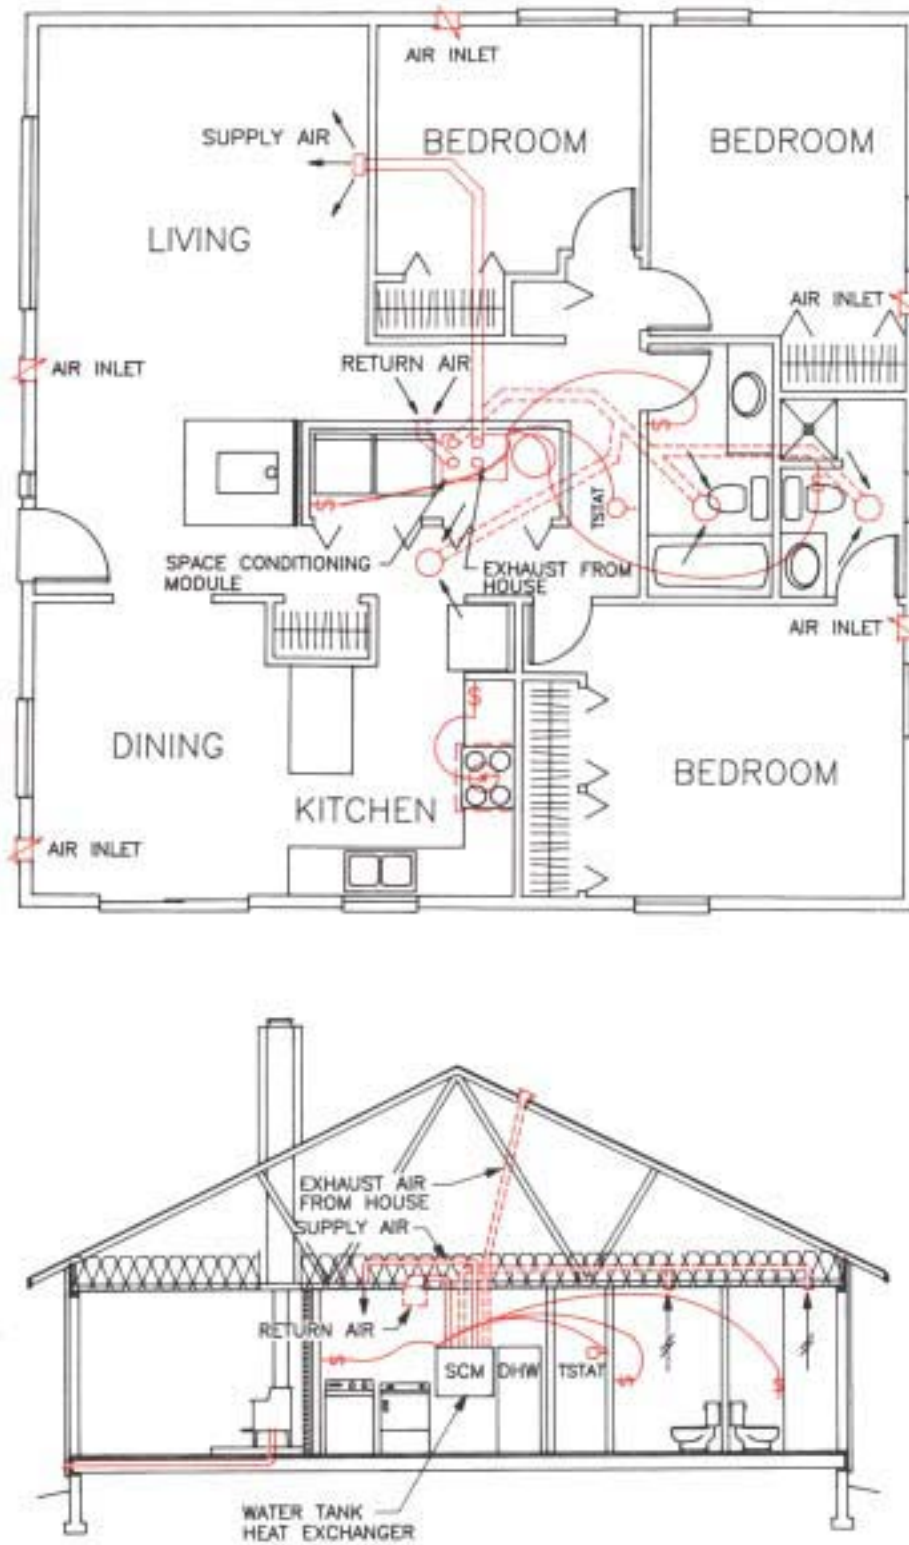 AIR INLET
SUPPLY AIR
BEDROOM
BEDROOM
LIVING
AIR INLET
RETURN AIR
AIR INLET
$
$
$
TSTAT
SPACE CONDITIONING
MODULE
EXHAUST FROM
HOUSE
AIR INLET
$
DINING
BEDROOM
KITCHEN
AIR INLET
EXHAUST AIR
FROM HOUSE
SUPPLY AIR
RETURN AIR
$
SCM
DHW
TSTAT
$
$
WATER TANK
HEAT EXCHANGER